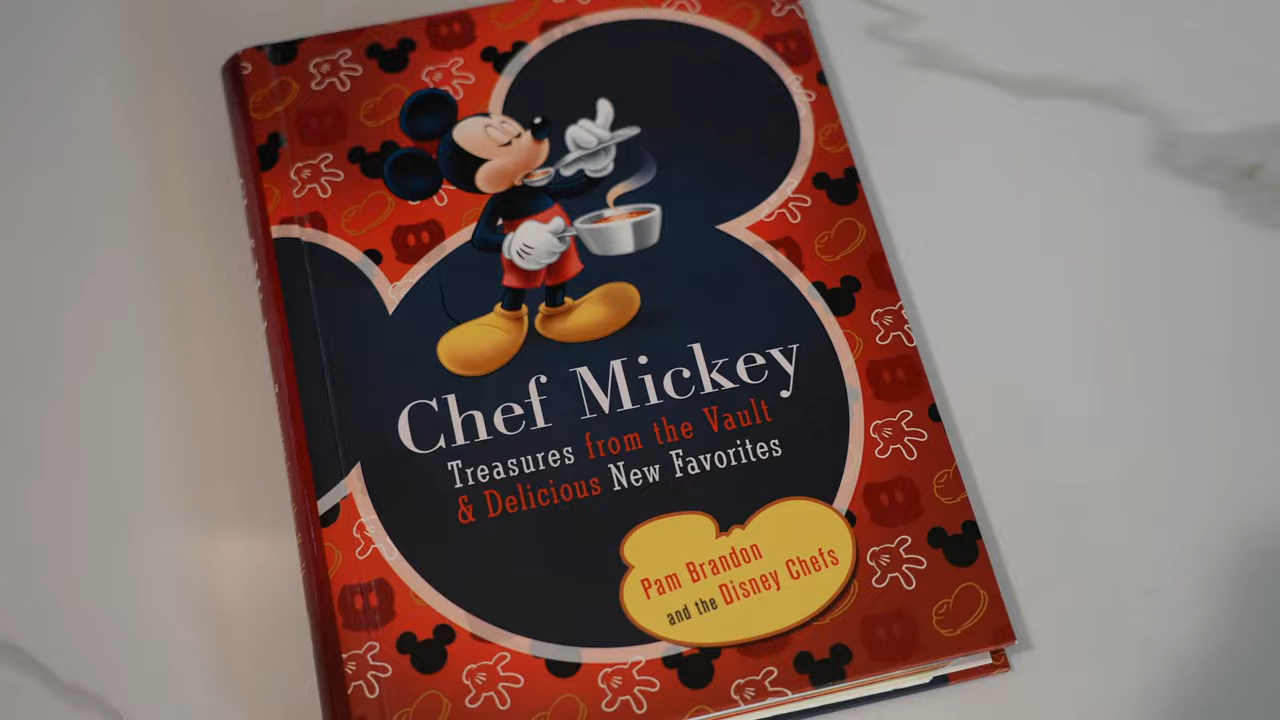 Chef Mickey
Treasures from the Vault
& Delicious New Favorites
Pam Brandon
and the Disney Chefs